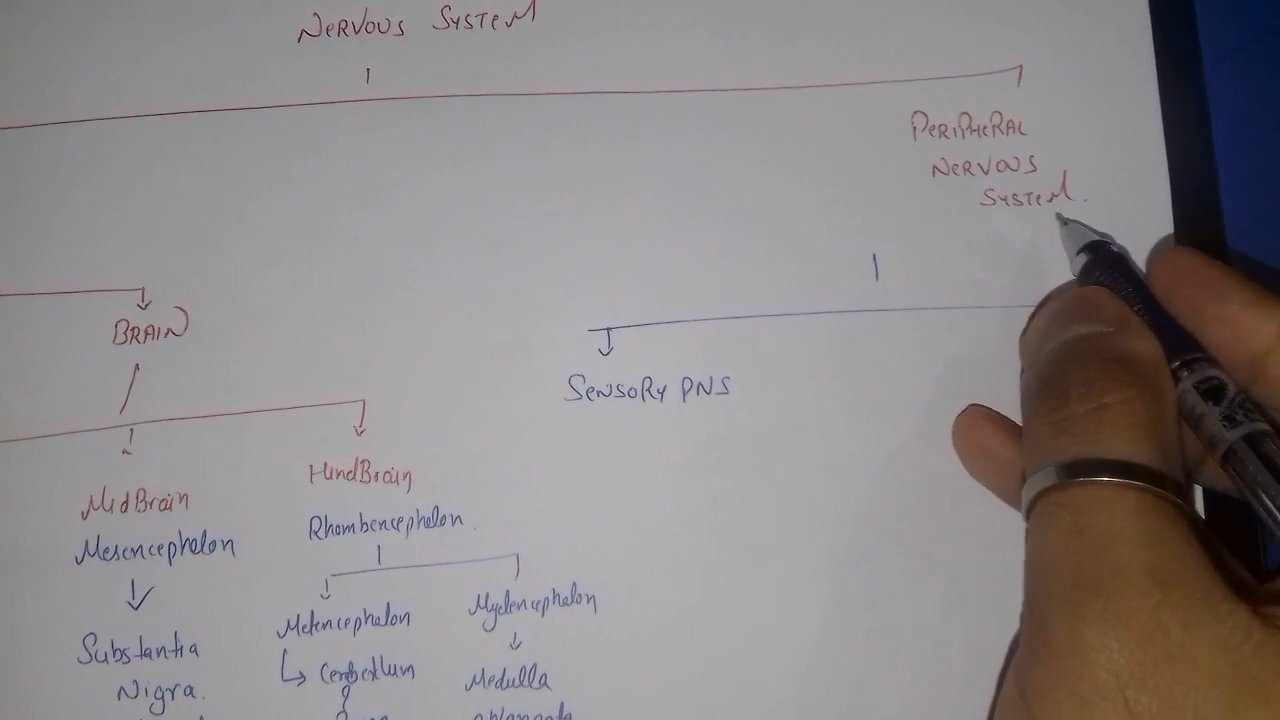 NERVOUS SYSTEM
PERIPHERAL
NERVOUS
SYSTEM.
BRAIN
SENSORY PNS
MidBrain
HindBrain
Mesencephalon
Rhombencephalon.
Metencephalon
Myelencephalon
Substantia
Nigra.
Cerebellum
Medulla